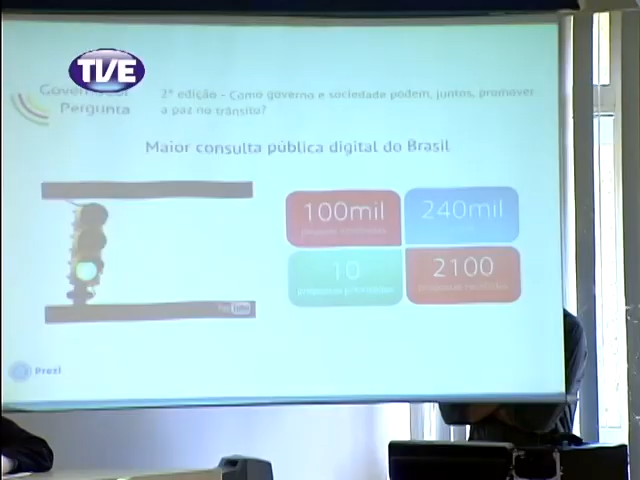 TVE
Pergunta
2ª edição - Como governo e sociedade podem, juntos, promover
a paz no trânsito?
Maior consulta pública digital do Brasil
100mil
240mil
10
2100
YouTube
Prezi